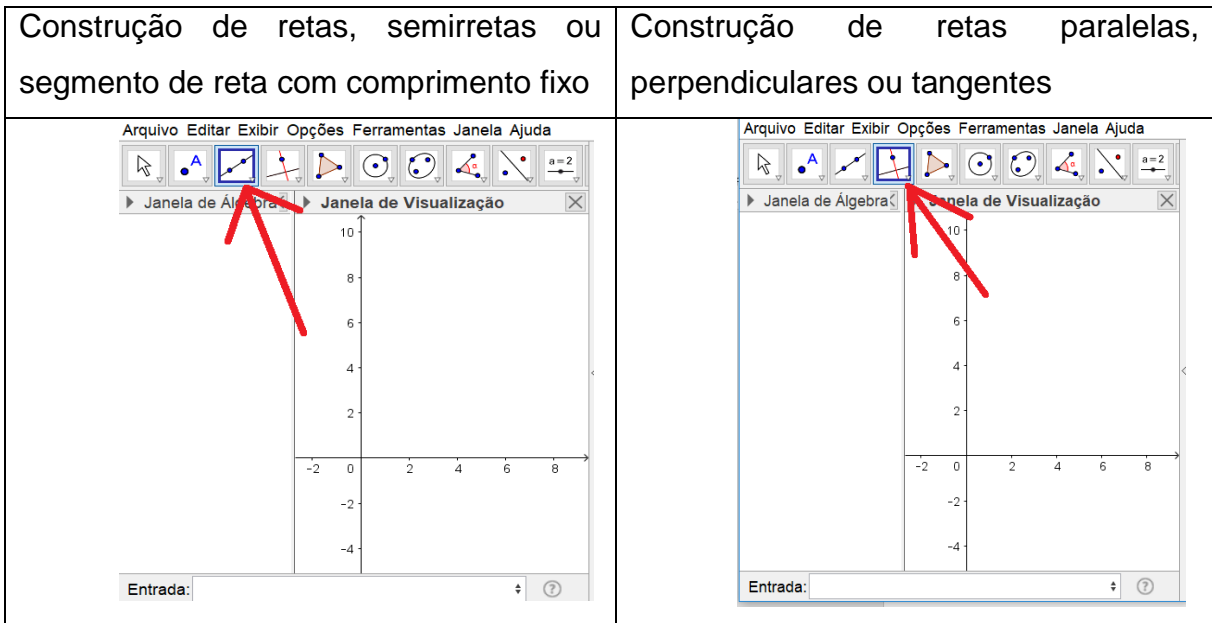 Construção de retas, semirretas ou
segmento de reta com comprimento fixo
Construção de retas paralelas,
perpendiculares ou tangentes
Arquivo Editar Exibir Opções Ferramentas Janela Ajuda
A
α
a = 2
Janela de Álgebra
Janela de Visualização
10
8
6
4
2
-2 0 2 4 6 8
-2
-4
Entrada:
?
Arquivo Editar Exibir Opções Ferramentas Janela Ajuda
A
α
a = 2
Janela de Álgebra
Janela de Visualização
10
8
6
4
2
-2 0 2 4 6 8
-2
-4
Entrada:
?